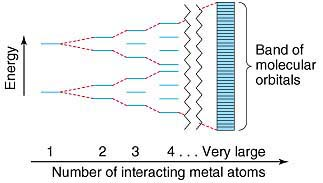 Energy
Band of
molecular
orbitals
1 2 3 4 . . . Very large
Number of interacting metal atoms